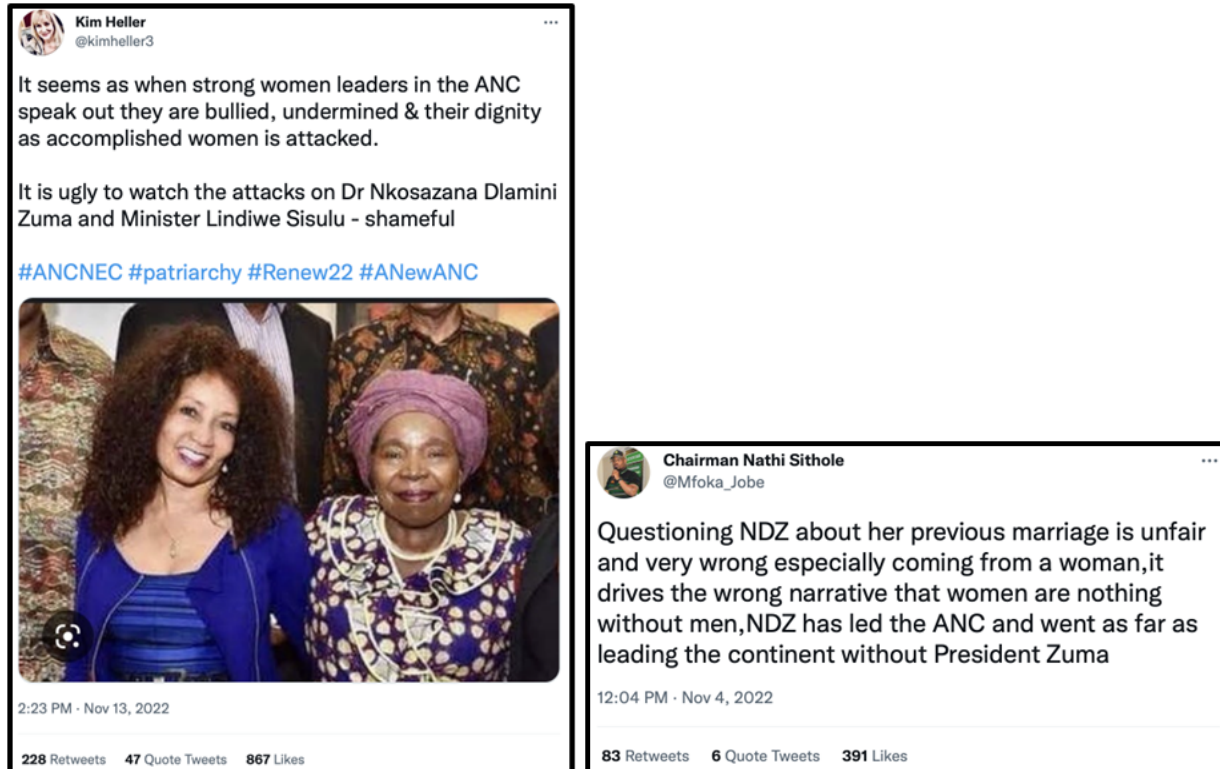 Kim Heller
@kimheller3
It seems as when strong women leaders in the ANC
speak out they are bullied, undermined & their dignity
as accomplished women is attacked.
It is ugly to watch the attacks on Dr Nkosazana Dlamini
Zuma and Minister Lindiwe Sisulu - shameful
#ANCNEC #patriarchy #Renew22 #ANewANC
2:23 PM · Nov 13, 2022
228 Retweets 47 Quote Tweets 867 Likes
Chairman Nathi Sithole
@Mfoka_Jobe
Questioning NDZ about her previous marriage is unfair
and very wrong especially coming from a woman,it
drives the wrong narrative that women are nothing
without men,NDZ has led the ANC and went as far as
leading the continent without President Zuma
12:04 PM · Nov 4, 2022
83 Retweets 6 Quote Tweets 391 Likes